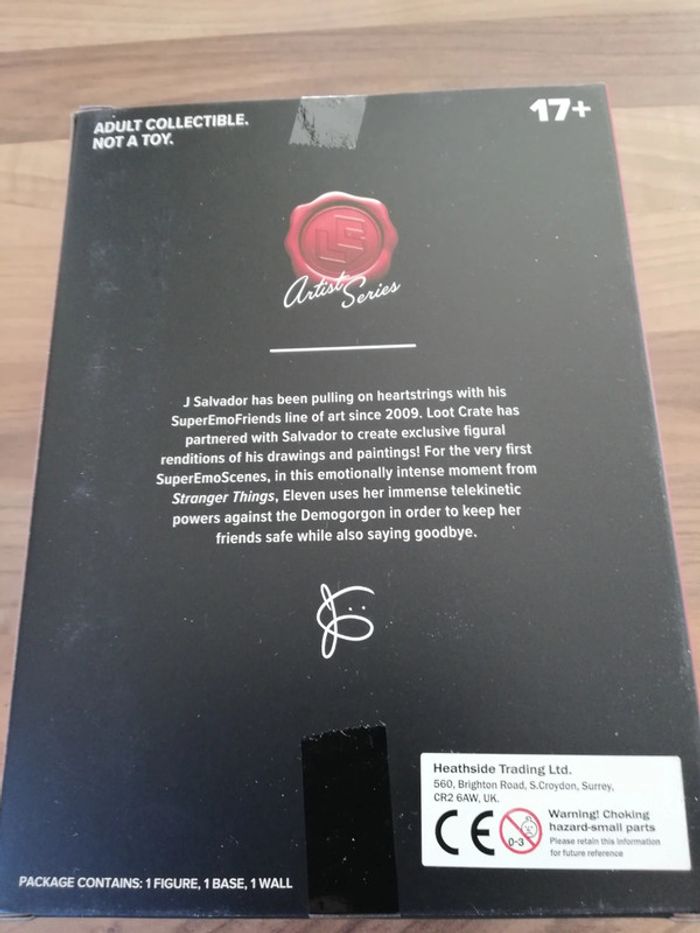 ADULT COLLECTIBLE.
NOT A TOY.
17+
Artist Series
J Salvador has been pulling on heartstrings with his
SuperEmoFriends line of art since 2009. Loot Crate has
partnered with Salvador to create exclusive figural
renditions of his drawings and paintings! For the very first
SuperEmoScenes, in this emotionally intense moment from
Stranger Things, Eleven uses her immense telekinetic
powers against the Demogorgon in order to keep her
friends safe while also saying goodbye.
Heathside Trading Ltd.
560, Brighton Road, S.Croydon, Surrey,
CR2 6AW, UK.
CE
0-3
Warning! Choking
hazard-small parts
Please retain this information
for future reference
PACKAGE CONTAINS: 1 FIGURE, 1 BASE, 1 WALL